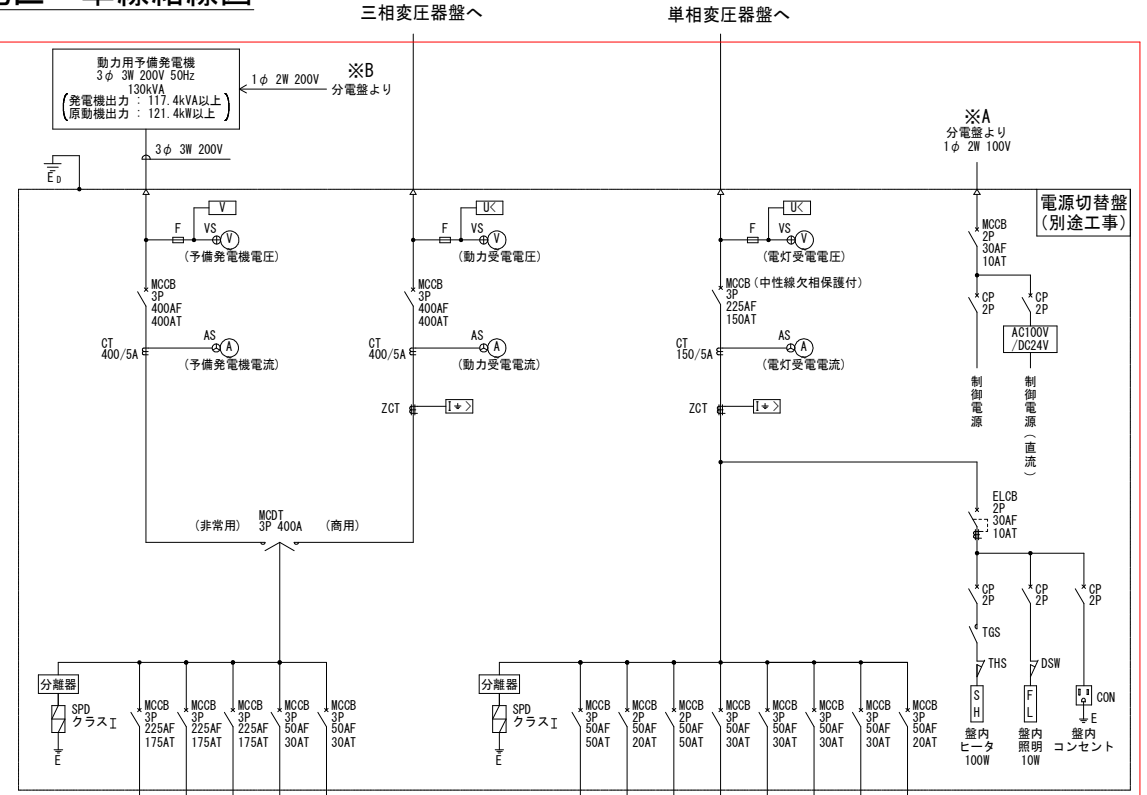 単線結線図
三相変圧器盤へ
単相変圧器盤へ
動力用予備発電機
3φ 3W 200V 50Hz
130kVA
発電機出力 : 117.4kVA以上
原動機出力 : 121.4kW以上
1φ 2W 200V
※B
分電盤より
※A
分電盤より
1φ 2W 100V
3φ 3W 200V
ED
電源切替盤
(別途工事)
V
F
VS
V
(予備発電機電圧)
U<
F
VS
V
(動力受電電圧)
U<
F
VS
V
(電灯受電電圧)
MCCB
2P
30AF
10AT
MCCB
3P
400AF
400AT
MCCB
3P
400AF
400AT
MCCB(中性線欠相保護付)
3P
225AF
150AT
CP
2P
CP
2P
AC100V
/DC24V
CT
400/5A
AS
A
(予備発電機電流)
CT
400/5A
AS
A
(動力受電電流)
CT
150/5A
AS
A
(電灯受電電流)
制御電源
制御電源(直流)
ZCT
I⏚>
ZCT
I⏚>
ELCB
2P
30AF
10AT
(非常用)
MCDT
3P 400A
(商用)
CP
2P
CP
2P
CP
2P
TGS
THS
DSW
SH
FL
CON
E
盤内
ヒータ
100W
盤内
照明
10W
盤内
コンセント
分離器
SPD
クラスI
E
MCCB
3P
225AF
175AT
MCCB
3P
225AF
175AT
MCCB
3P
225AF
175AT
MCCB
3P
50AF
30AT
MCCB
3P
50AF
30AT
分離器
SPD
クラスI
E
MCCB
3P
50AF
50AT
MCCB
2P
50AF
20AT
MCCB
2P
50AF
50AT
MCCB
3P
50AF
30AT
MCCB
3P
50AF
30AT
MCCB
3P
50AF
30AT
MCCB
3P
50AF
30AT
MCCB
3P
50AF
20AT